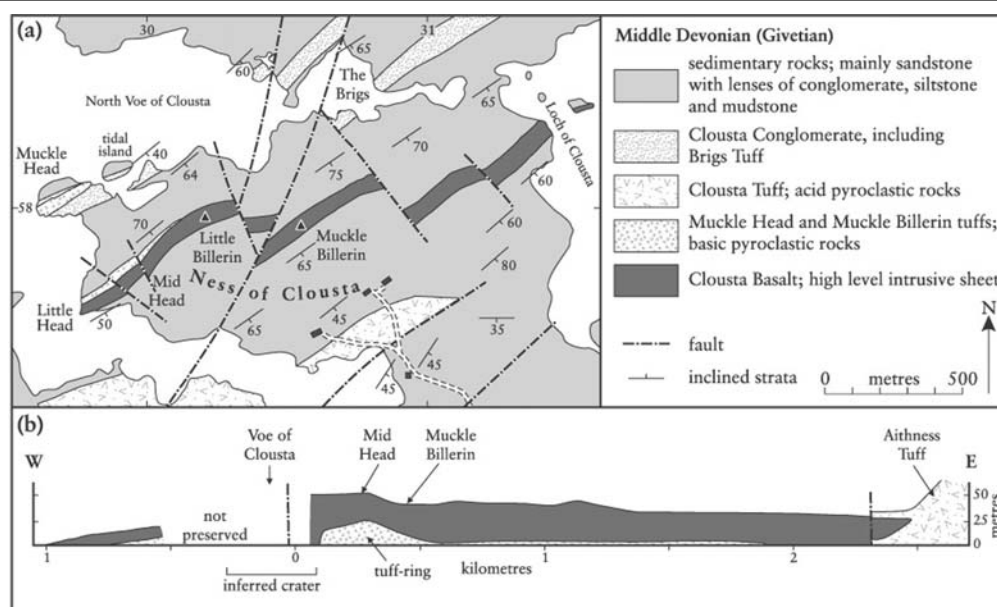 (a)
30
31
65
60
The
Brigs
65
0
North Voe of Clousta
Loch of Clousta
tidal
island
40
Muckle
Head
64
75
70
60
58
70
Little
Billerin
Muckle
Billerin
60
65
80
Mid
Head
Ness of Clousta
Little
Head
50
65
45
35
45
45
Middle Devonian (Givetian)
sedimentary rocks; mainly sandstone
with lenses of conglomerate, siltstone
and mudstone
Clousta Conglomerate, including
Brigs Tuff
Clousta Tuff; acid pyroclastic rocks
Muckle Head and Muckle Billerin tuffs;
basic pyroclastic rocks
Clousta Basalt; high level intrusive sheet
fault
inclined strata
N
0 metres 500
(b)
W
Voe of
Clousta
Mid
Head
Muckle
Billerin
Aithness
Tuff
E
not
preserved
50
25
0
metres
1
0
1
2
tuff-ring
kilometres
inferred crater